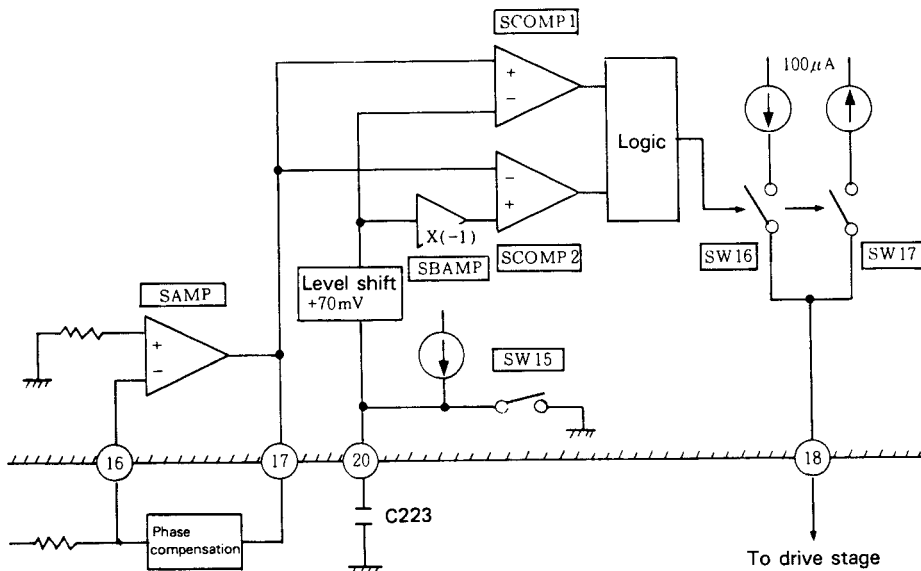 SCOMP1
100μA
+
−
Logic
−
+
X(-1)
SBAMP
SCOMP2
SW16
SW17
Level shift
+70mV
SAMP
+
−
SW15
16
17
20
18
C223
Phase
compensation
To drive stage